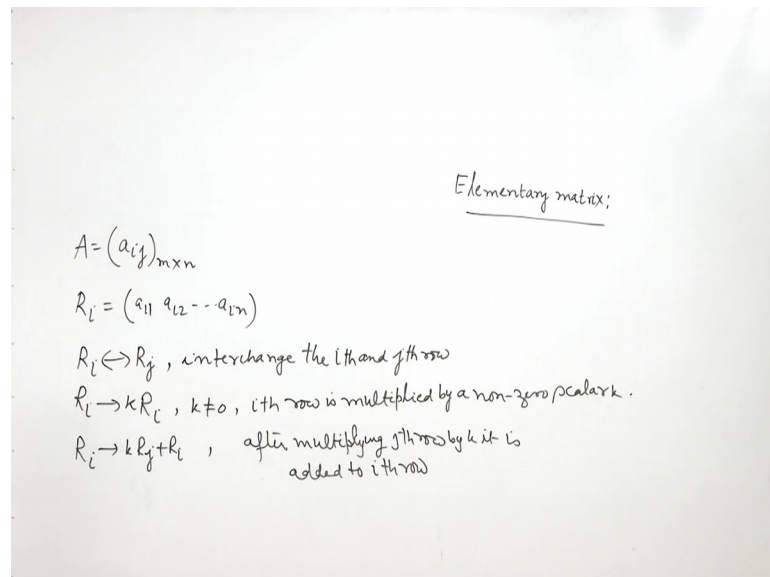 Elementary matrix:
A = (aij)m×n
Ri = (a11 ai2 --- ain)
Ri ↔ Rj , interchange the ith and jth row
Ri → kRi , k ≠ 0 , ith row is multiplied by a non-zero scalar k .
Ri → kRj + Ri , after multiplying jth row by k it is
added to ith row